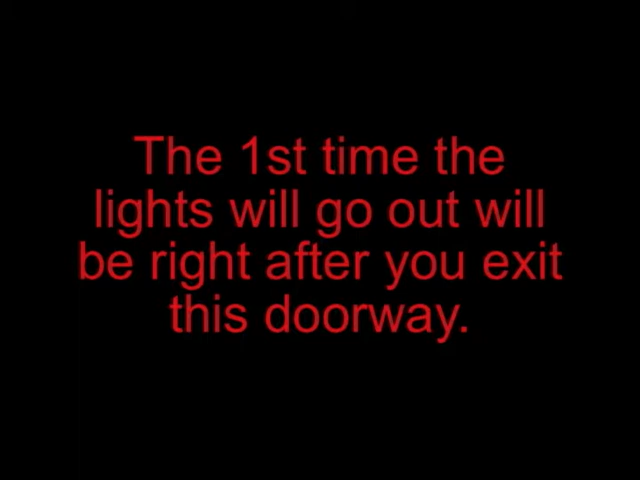 The 1st time the
lights will go out will
be right after you exit
this doorway.